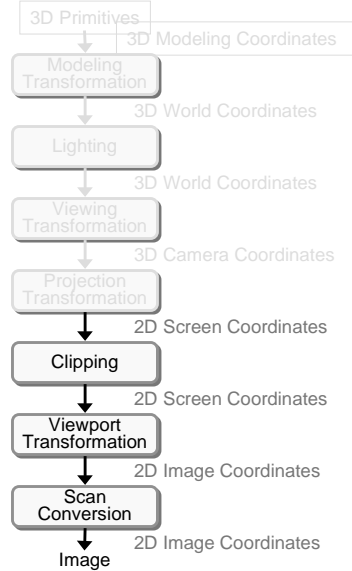 3D Primitives
3D Modeling Coordinates
Modeling
Transformation
3D World Coordinates
Lighting
3D World Coordinates
Viewing
Transformation
3D Camera Coordinates
Projection
Transformation
2D Screen Coordinates
Clipping
2D Screen Coordinates
Viewport
Transformation
2D Image Coordinates
Scan
Conversion
2D Image Coordinates
Image